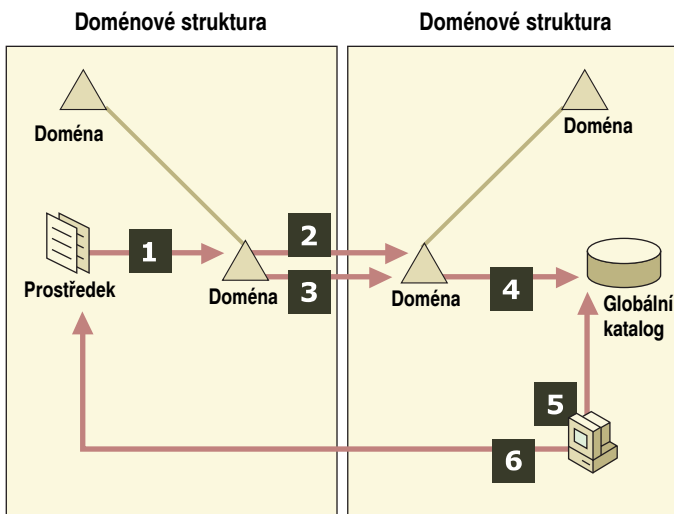 Doménové struktura
Doménové struktura
Doména
Doména
1
2
3
4
Prostředek
Doména
Doména
Globální
katalog
5
6